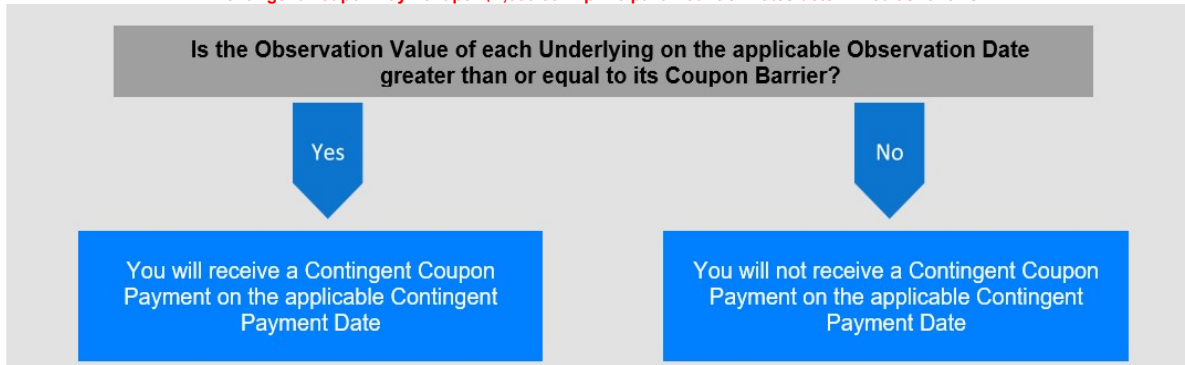 Is the Observation Value of each Underlying on the applicable Observation Date
greater than or equal to its Coupon Barrier?
Yes
No
You will receive a Contingent Coupon
Payment on the applicable Contingent
Payment Date
You will not receive a Contingent Coupon
Payment on the applicable Contingent
Payment Date